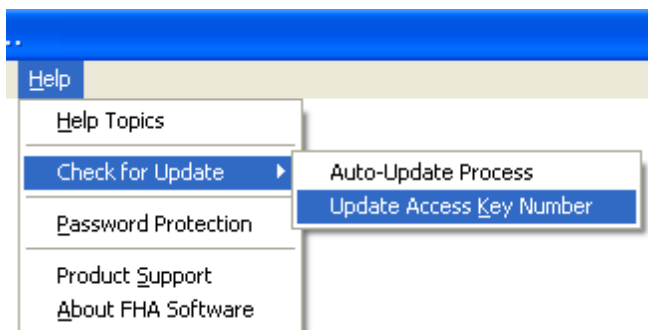 ..
Help
Help Topics
Check for Update
Auto-Update Process
Update Access Key Number
Password Protection
Product Support
About FHA Software